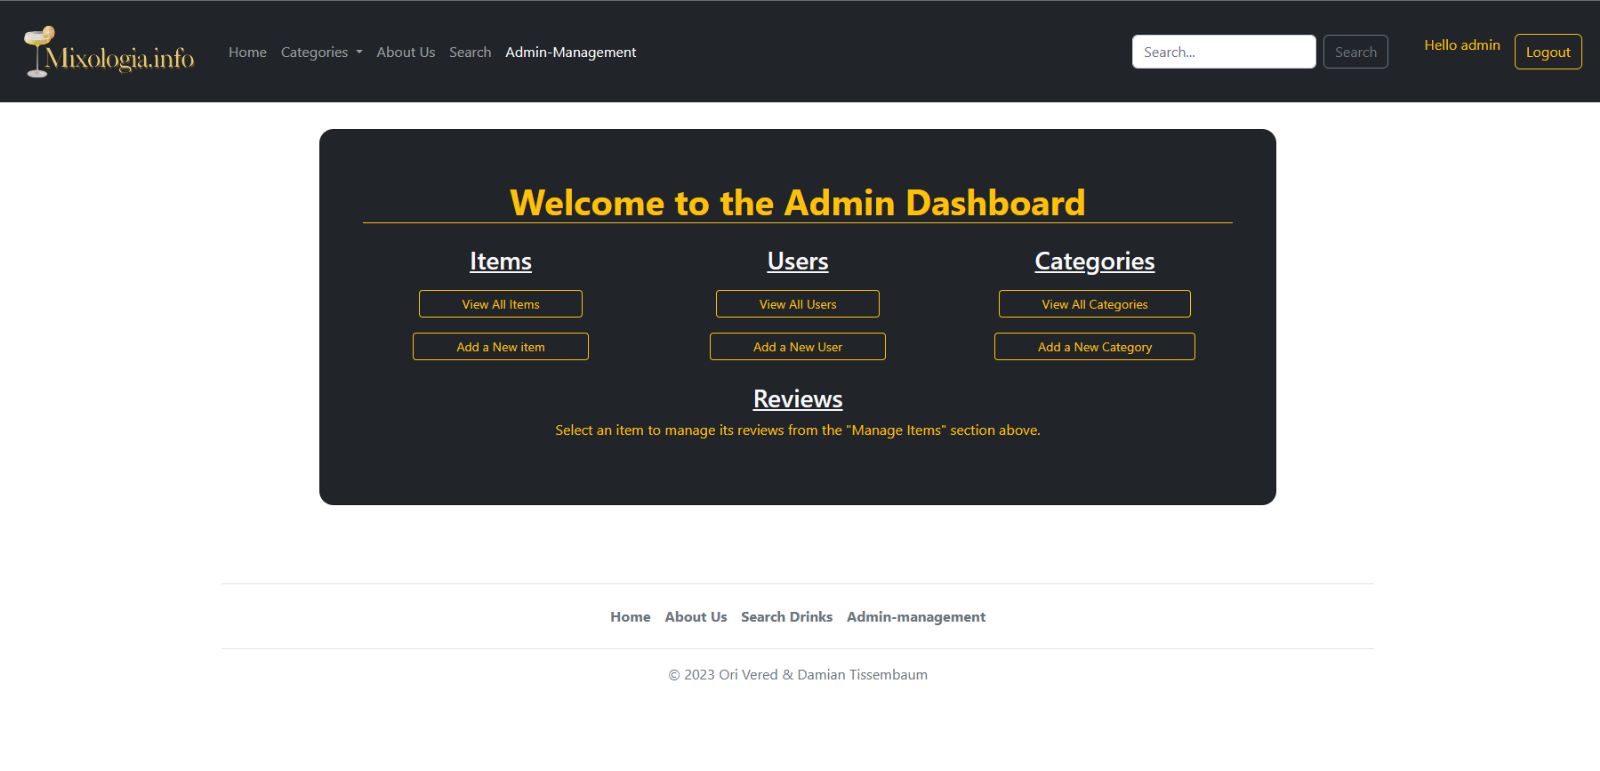 Mixologia.info
Home Categories About Us Search Admin-Management Search... Search Hello admin Logout
Welcome to the Admin Dashboard
Items Users Categories
View All Items View All Users View All Categories
Add a New item Add a New User Add a New Category
Reviews
Select an item to manage its reviews from the "Manage Items" section above.
Home About Us Search Drinks Admin-management
© 2023 Ori Vered & Damian Tissembaum